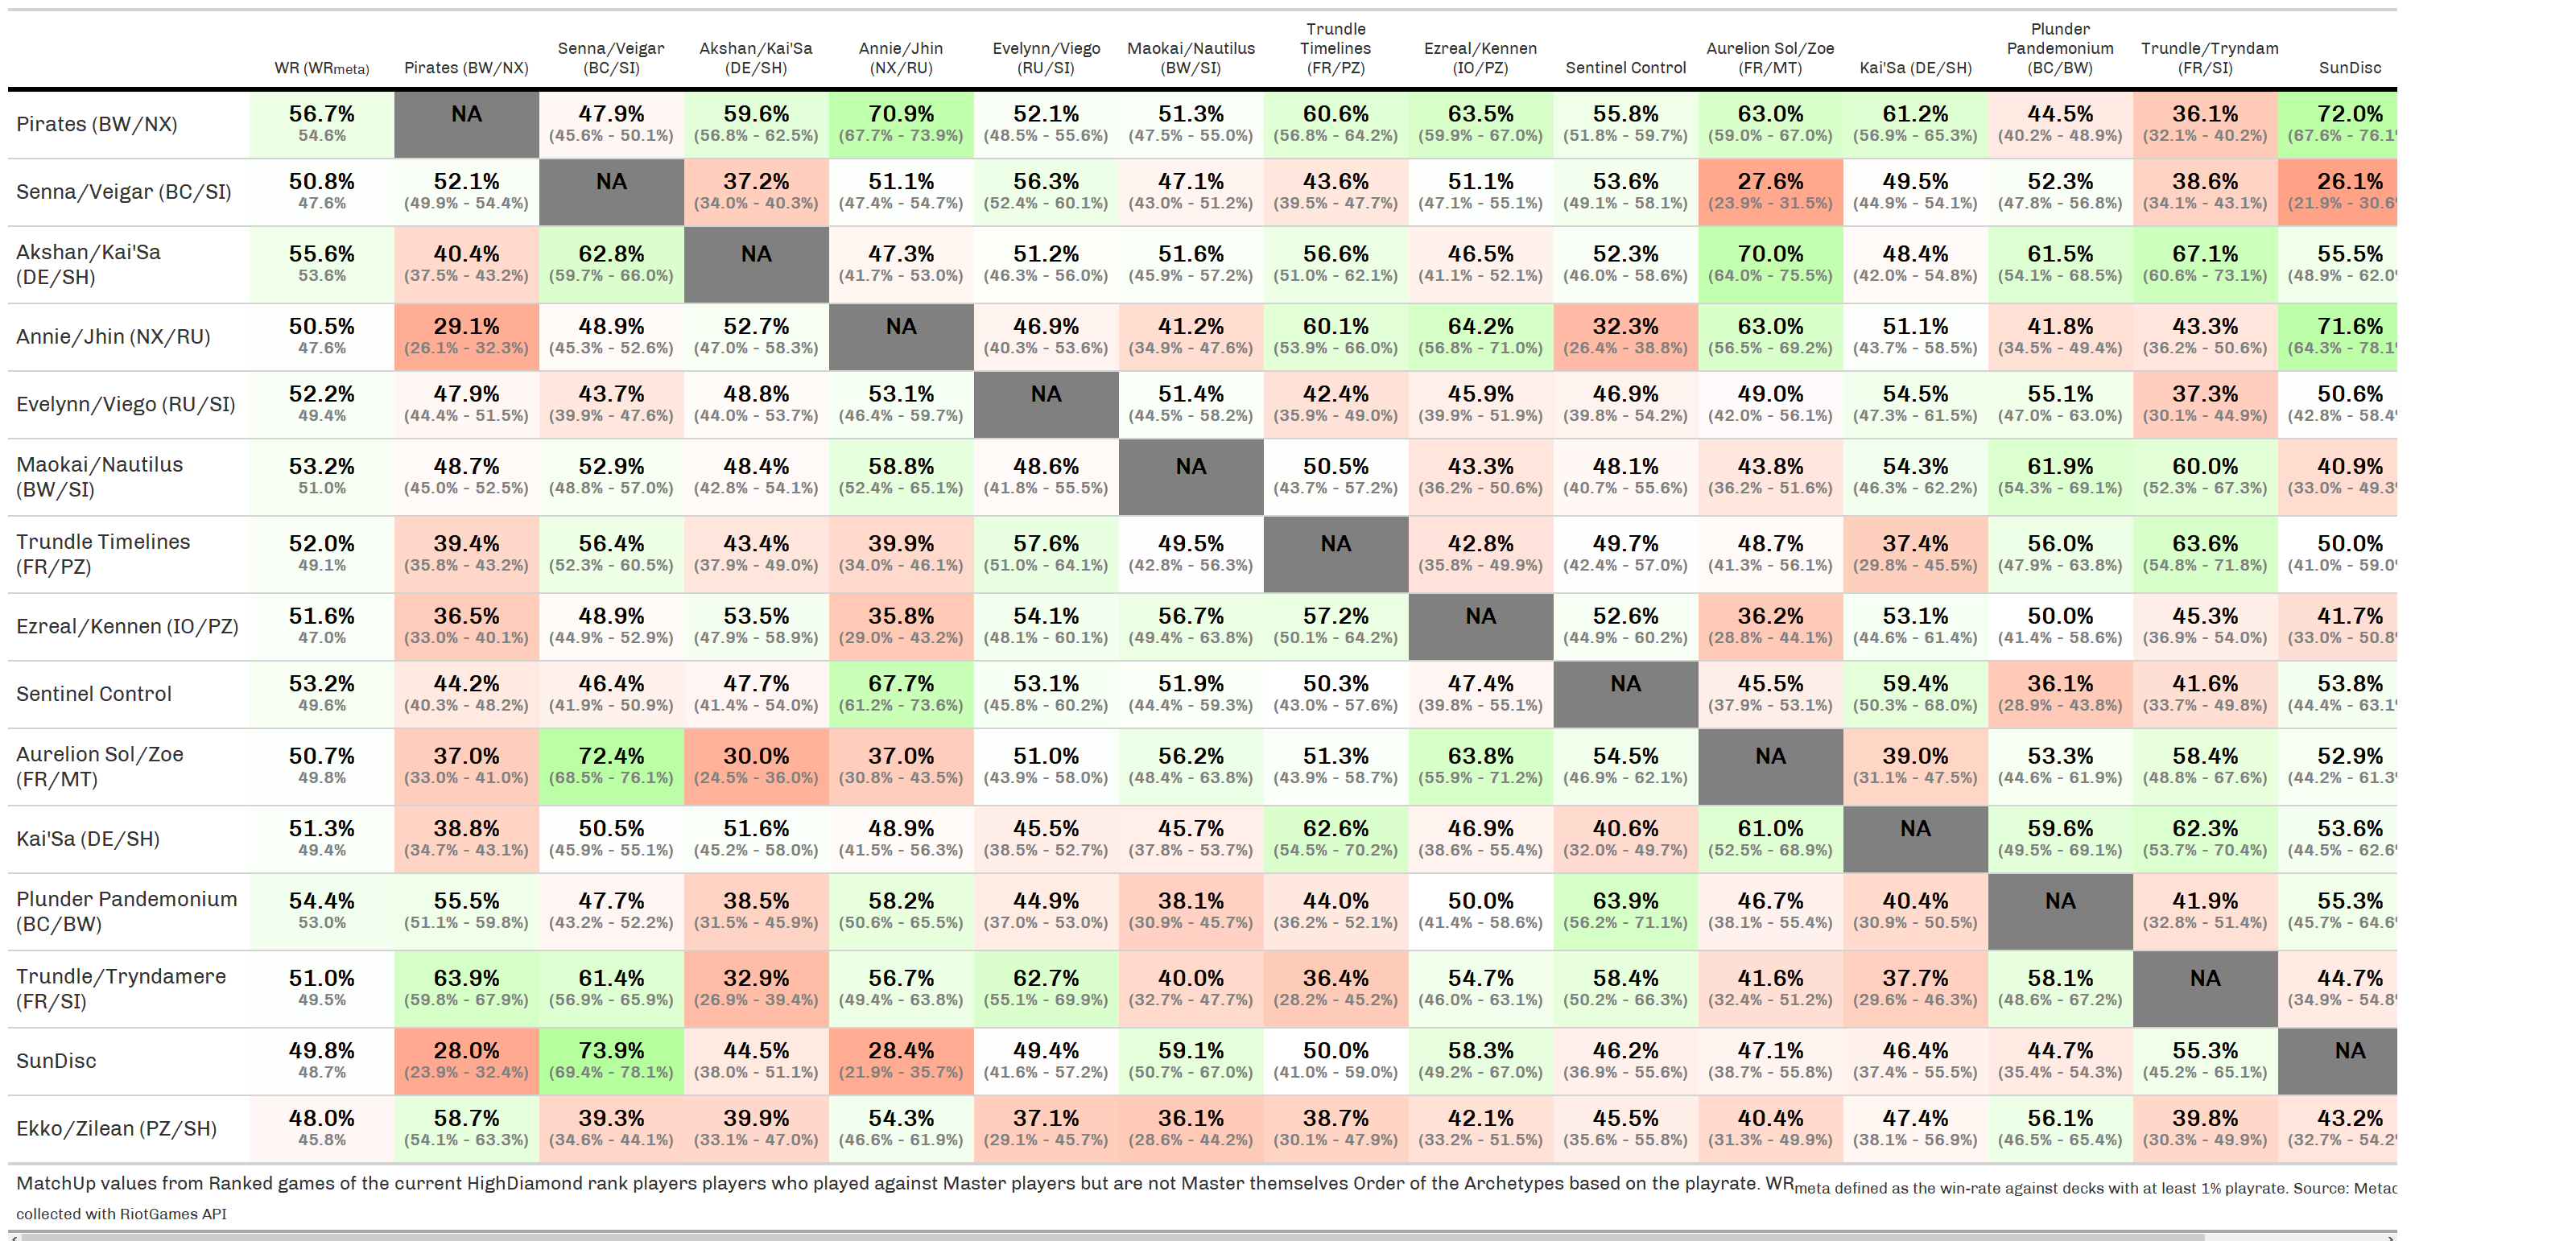 WR (WRmeta) Pirates (BW/NX) Senna/Veigar (BC/SI) Akshan/Kai'Sa (DE/SH) Annie/Jhin (NX/RU) Evelynn/Viego (RU/SI) Maokai/Nautilus (BW/SI) Trundle Timelines (FR/PZ) Ezreal/Kennen (IO/PZ) Sentinel Control Aurelion Sol/Zoe (FR/MT) Kai'Sa (DE/SH) Plunder Pandemonium (BC/BW) Trundle/Tryndam (FR/SI) SunDisc
Pirates (BW/NX) 56.7% NA 47.9% 59.6% 70.9% 52.1% 51.3% 60.6% 63.5% 55.8% 63.0% 61.2% 44.5% 36.1% 72.0%
54.6% (45.6% - 50.1%) (56.8% - 62.5%) (67.7% - 73.9%) (48.5% - 55.6%) (47.5% - 55.0%) (56.8% - 64.2%) (59.9% - 67.0%) (51.8% - 59.7%) (59.0% - 67.0%) (56.9% - 65.3%) (40.2% - 48.9%) (32.1% - 40.2%) (67.6% - 76.1%
Senna/Veigar (BC/SI) 50.8% 52.1% NA 37.2% 51.1% 56.3% 47.1% 43.6% 51.1% 53.6% 27.6% 49.5% 52.3% 38.6% 26.1%
47.6% (49.9% - 54.4%) (34.0% - 40.3%) (47.4% - 54.7%) (52.4% - 60.1%) (43.0% - 51.2%) (39.5% - 47.7%) (47.1% - 55.1%) (49.1% - 58.1%) (23.9% - 31.5%) (44.9% - 54.1%) (47.8% - 56.8%) (34.1% - 43.1%) (21.9% - 30.6
Akshan/Kai'Sa (DE/SH) 55.6% 40.4% 62.8% NA 47.3% 51.2% 51.6% 56.6% 46.5% 52.3% 70.0% 48.4% 61.5% 67.1% 55.5%
53.6% (37.5% - 43.2%) (59.7% - 66.0%) (41.7% - 53.0%) (46.3% - 56.0%) (45.9% - 57.2%) (51.0% - 62.1%) (41.1% - 52.1%) (46.0% - 58.6%) (64.0% - 75.5%) (42.0% - 54.8%) (54.1% - 68.5%) (60.6% - 73.1%) (48.9% - 62.0
Annie/Jhin (NX/RU) 50.5% 29.1% 48.9% 52.7% NA 46.9% 41.2% 60.1% 64.2% 32.3% 63.0% 51.1% 41.8% 43.3% 71.6%
47.6% (26.1% - 32.3%) (45.3% - 52.6%) (47.0% - 58.3%) (40.3% - 53.6%) (34.9% - 47.6%) (53.9% - 66.0%) (56.8% - 71.0%) (26.4% - 38.8%) (56.5% - 69.2%) (43.7% - 58.5%) (34.5% - 49.4%) (36.2% - 50.6%) (64.3% - 78.1%
Evelynn/Viego (RU/SI) 52.2% 47.9% 43.7% 48.8% 53.1% NA 51.4% 42.4% 45.9% 46.9% 49.0% 54.5% 55.1% 37.3% 50.6%
49.4% (44.4% - 51.5%) (39.9% - 47.6%) (44.0% - 53.7%) (46.4% - 59.7%) (44.5% - 58.2%) (35.9% - 49.0%) (39.9% - 51.9%) (39.8% - 54.2%) (42.0% - 56.1%) (47.3% - 61.5%) (47.0% - 63.0%) (30.1% - 44.9%) (42.8% - 58.4
Maokai/Nautilus (BW/SI) 53.2% 48.7% 52.9% 48.4% 58.8% 48.6% NA 50.5% 43.3% 48.1% 43.8% 54.3% 61.9% 60.0% 40.9%
51.0% (45.0% - 52.5%) (48.8% - 57.0%) (42.8% - 54.1%) (52.4% - 65.1%) (41.8% - 55.5%) (43.7% - 57.2%) (36.2% - 50.6%) (40.7% - 55.6%) (36.2% - 51.6%) (46.3% - 62.2%) (54.3% - 69.1%) (52.3% - 67.3%) (33.0% - 49.3
Trundle Timelines (FR/PZ) 52.0% 39.4% 56.4% 43.4% 39.9% 57.6% 49.5% NA 42.8% 49.7% 48.7% 37.4% 56.0% 63.6% 50.0%
49.1% (35.8% - 43.2%) (52.3% - 60.5%) (37.9% - 49.0%) (34.0% - 46.1%) (51.0% - 64.1%) (42.8% - 56.3%) (35.8% - 49.9%) (42.4% - 57.0%) (41.3% - 56.1%) (29.8% - 45.5%) (47.9% - 63.8%) (54.8% - 71.8%) (41.0% - 59.0
Ezreal/Kennen (IO/PZ) 51.6% 36.5% 48.9% 53.5% 35.8% 54.1% 56.7% 57.2% NA 52.6% 36.2% 53.1% 50.0% 45.3% 41.7%
47.0% (33.0% - 40.1%) (44.9% - 52.9%) (47.9% - 58.9%) (29.0% - 43.2%) (48.1% - 60.1%) (49.4% - 63.8%) (50.1% - 64.2%) (44.9% - 60.2%) (28.8% - 44.1%) (44.6% - 61.4%) (41.4% - 58.6%) (36.9% - 54.0%) (33.0% - 50.8
Sentinel Control 53.2% 44.2% 46.4% 47.7% 67.7% 53.1% 51.9% 50.3% 47.4% NA 45.5% 59.4% 36.1% 41.6% 53.8%
49.6% (40.3% - 48.2%) (41.9% - 50.9%) (41.4% - 54.0%) (61.2% - 73.6%) (45.8% - 60.2%) (44.4% - 59.3%) (43.0% - 57.6%) (39.8% - 55.1%) (37.9% - 53.1%) (50.3% - 68.0%) (28.9% - 43.8%) (33.7% - 49.8%) (44.4% - 63.1
Aurelion Sol/Zoe (FR/MT) 50.7% 37.0% 72.4% 30.0% 37.0% 51.0% 56.2% 51.3% 63.8% 54.5% NA 39.0% 53.3% 58.4% 52.9%
49.8% (33.0% - 41.0%) (68.5% - 76.1%) (24.5% - 36.0%) (30.8% - 43.5%) (43.9% - 58.0%) (48.4% - 63.8%) (43.9% - 58.7%) (55.9% - 71.2%) (46.9% - 62.1%) (31.1% - 47.5%) (44.6% - 61.9%) (48.8% - 67.6%) (44.2% - 61.3
Kai'Sa (DE/SH) 51.3% 38.8% 50.5% 51.6% 48.9% 45.5% 45.7% 62.6% 46.9% 40.6% 61.0% NA 59.6% 62.3% 53.6%
49.4% (34.7% - 43.1%) (45.9% - 55.1%) (45.2% - 58.0%) (41.5% - 56.3%) (38.5% - 52.7%) (37.8% - 53.7%) (54.5% - 70.2%) (38.6% - 55.4%) (32.0% - 49.7%) (52.5% - 68.9%) (49.5% - 69.1%) (53.7% - 70.4%) (44.5% - 62.6
Plunder Pandemonium (BC/BW) 54.4% 55.5% 47.7% 38.5% 58.2% 44.9% 38.1% 44.0% 50.0% 63.9% 46.7% 40.4% NA 41.9% 55.3%
53.0% (51.1% - 59.8%) (43.2% - 52.2%) (31.5% - 45.9%) (50.6% - 65.5%) (37.0% - 53.0%) (30.9% - 45.7%) (36.2% - 52.1%) (41.4% - 58.6%) (56.2% - 71.1%) (38.1% - 55.4%) (30.9% - 50.5%) (32.8% - 51.4%) (45.7% - 64.6
Trundle/Tryndamere (FR/SI) 51.0% 63.9% 61.4% 32.9% 56.7% 62.7% 40.0% 36.4% 54.7% 58.4% 41.6% 37.7% 58.1% NA 44.7%
49.5% (59.8% - 67.9%) (56.9% - 65.9%) (26.9% - 39.4%) (49.4% - 63.8%) (55.1% - 69.9%) (32.7% - 47.7%) (28.2% - 45.2%) (46.0% - 63.1%) (50.2% - 66.3%) (32.4% - 51.2%) (29.6% - 46.3%) (48.6% - 67.2%) (34.9% - 54.8
SunDisc 49.8% 28.0% 73.9% 44.5% 28.4% 49.4% 59.1% 50.0% 58.3% 46.2% 47.1% 46.4% 44.7% 55.3% NA
48.7% (23.9% - 32.4%) (69.4% - 78.1%) (38.0% - 51.1%) (21.9% - 35.7%) (41.6% - 57.2%) (50.7% - 67.0%) (41.0% - 59.0%) (49.2% - 67.0%) (36.9% - 55.6%) (38.7% - 55.8%) (37.4% - 55.5%) (35.4% - 54.3%) (45.2% - 65.1%)
Ekko/Zilean (PZ/SH) 48.0% 58.7% 39.3% 39.9% 54.3% 37.1% 36.1% 38.7% 42.1% 45.5% 40.4% 47.4% 56.1% 39.8% 43.2%
45.8% (54.1% - 63.3%) (34.6% - 44.1%) (33.1% - 47.0%) (46.6% - 61.9%) (29.1% - 45.7%) (28.6% - 44.2%) (30.1% - 47.9%) (33.2% - 51.5%) (35.6% - 55.8%) (31.3% - 49.9%) (38.1% - 56.9%) (46.5% - 65.4%) (30.3% - 49.9%) (32.7% - 54.2
MatchUp values from Ranked games of the current HighDiamond rank players players who played against Master players but are not Master themselves Order of the Archetypes based on the playrate. WRmeta defined as the win-rate against decks with at least 1% playrate. Source: Metac
collected with RiotGames API